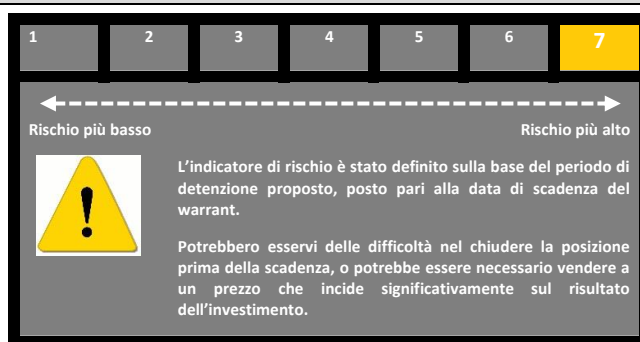 1 2 3 4 5 6 7
Rischio più basso Rischio più alto
L'indicatore di rischio è stato definito sulla base del periodo di
detenzione proposto, posto pari alla data di scadenza del
warrant.
Potrebbero esservi delle difficoltà nel chiudere la posizione
prima della scadenza, o potrebbe essere necessario vendere a
un prezzo che incide significativamente sul risultato
dell'investimento.